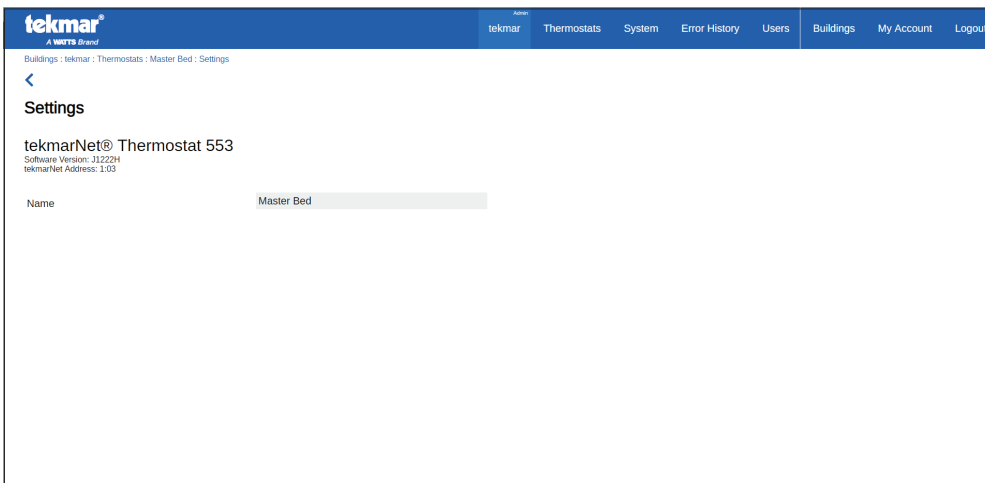 tekmar®
A WATTS Brand
Admin
tekmar Thermostats System Error History Users Buildings My Account Logout
Buildings : tekmar : Thermostats : Master Bed : Settings
Settings
tekmarNet® Thermostat 553
Software Version: J1222H
tekmarNet Address: 1:03
Name Master Bed